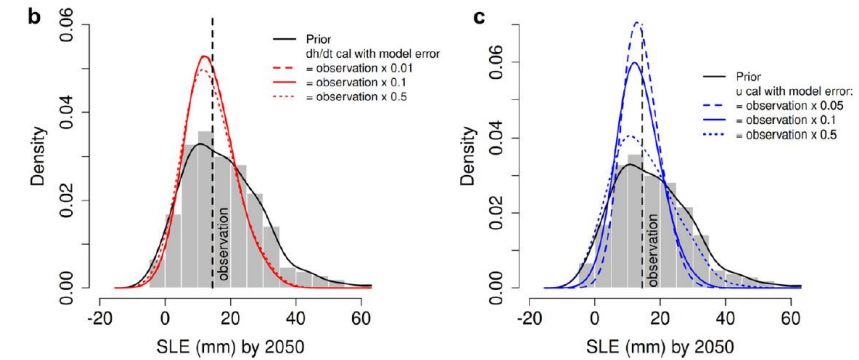 b
Density
0.00
0.02
0.04
0.06
Prior
dh/dt cal with model error
= observation x 0.01
= observation x 0.1
= observation x 0.5
observation
-20
0
20
40
60
SLE (mm) by 2050
c
Density
0.00
0.02
0.04
0.06
Prior
u cal with model error:
= observation x 0.05
= observation x 0.1
= observation x 0.5
observation
-20
0
20
40
60
SLE (mm) by 2050